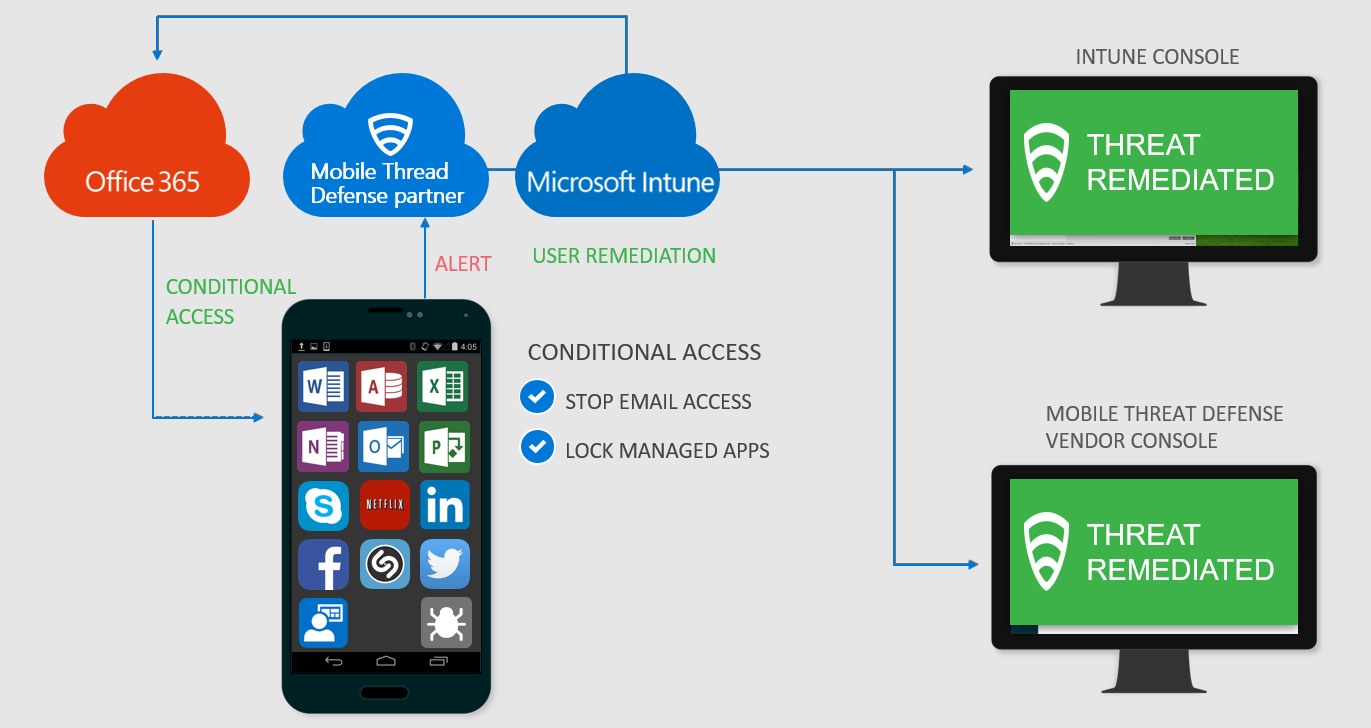 INTUNE CONSOLE
THREAT
REMEDIATED
Office 365
Mobile Thread
Defense partner
Microsoft Intune
USER REMEDIATION
ALERT
CONDITIONAL
ACCESS
4:05
W
A
X
N
O
P
S
NETFLIX
in
f
CONDITIONAL ACCESS
STOP EMAIL ACCESS
LOCK MANAGED APPS
MOBILE THREAT DEFENSE
VENDOR CONSOLE
THREAT
REMEDIATED